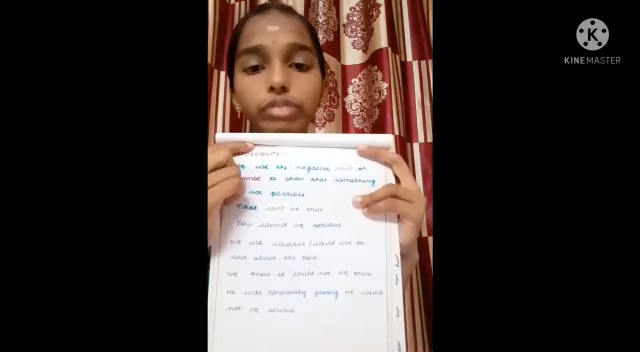 KINEMASTER
IMPOSSIBILITY
We use the negative can't or
cannot to show that something
is not possible
That can't be true
You cannot be serious
We use couldn't / could not to
talk about the past
We knew it could not be true
He was obviously joking He could
not be serious